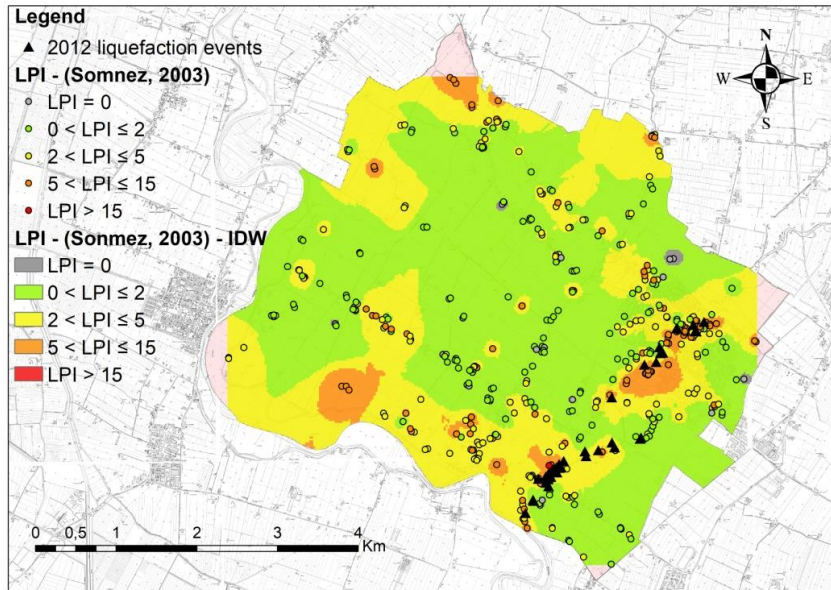 Legend
2012 liquefaction events
LPI - (Somnez, 2003)
LPI = 0
0 < LPI ≤ 2
2 < LPI ≤ 5
5 < LPI ≤ 15
LPI > 15
LPI - (Sonmez, 2003) - IDW
LPI = 0
0 < LPI ≤ 2
2 < LPI ≤ 5
5 < LPI ≤ 15
LPI > 15
N
W E
S
0 0,5 1 2 3 4
Km